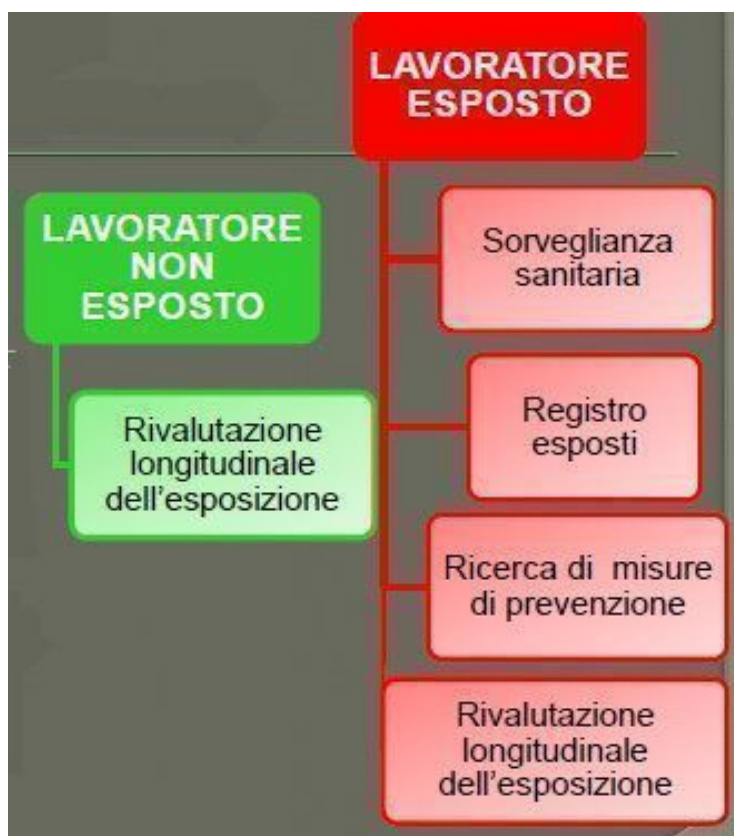 LAVORATORE
ESPOSTO
LAVORATORE
NON
ESPOSTO
Rivalutazione
longitudinale
dell'esposizione
Sorveglianza
sanitaria
Registro
esposti
Ricerca di misure
di prevenzione
Rivalutazione
longitudinale
dell'esposizione